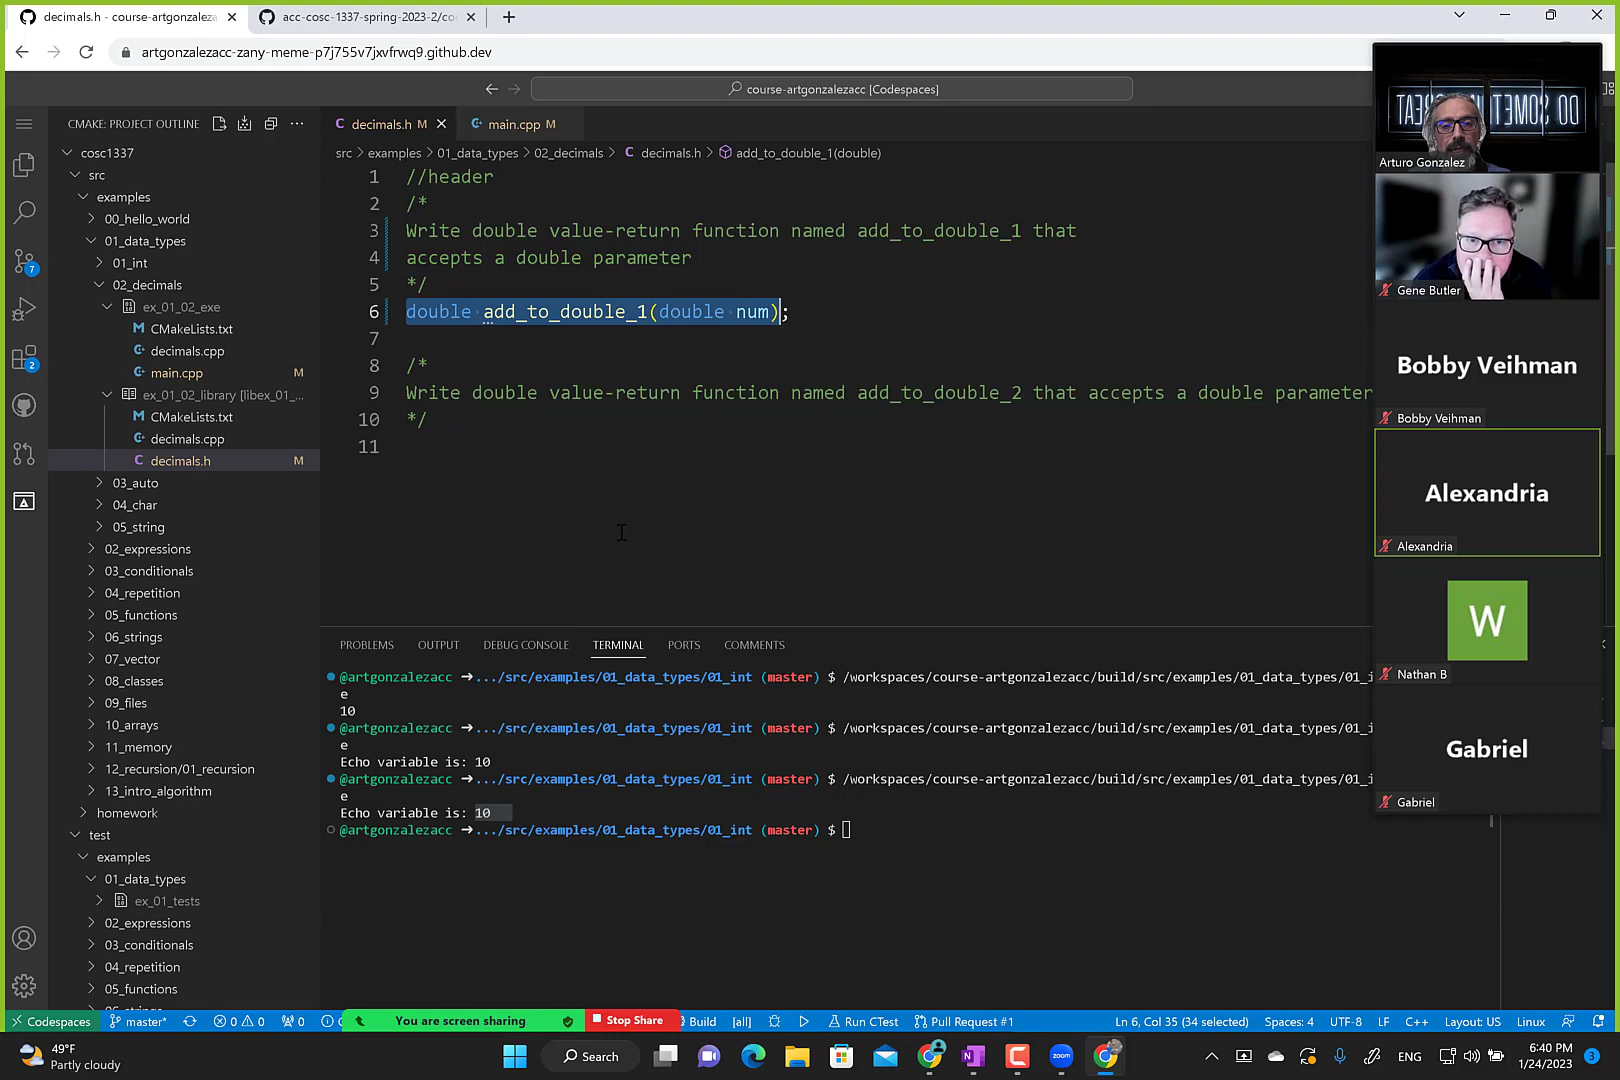 decimals.h - course-artgonzaleza
acc-cosc-1337-spring-2023-2/co
artgonzalezacc-zany-meme-p7j755v7jxvfrwq9.github.dev
course-artgonzalezacc [Codespaces]
CMAKE: PROJECT OUTLINE
decimals.h M
main.cpp M
src > examples > 01_data_types > 02_decimals > C decimals.h > add_to_double_1(double)
cosc1337
src
examples
00_hello_world
01_data_types
01_int
02_decimals
ex_01_02_exe
CMakeLists.txt
decimals.cpp
main.cpp M
ex_01_02_library [libex_01_...
CMakeLists.txt
decimals.cpp
decimals.h M
03_auto
04_char
05_string
02_expressions
03_conditionals
04_repetition
05_functions
06_strings
07_vector
08_classes
09_files
10_arrays
11_memory
12_recursion/01_recursion
13_intro_algorithm
homework
test
examples
01_data_types
ex_01_tests
02_expressions
03_conditionals
04_repetition
05_functions
7
2
1 //header
2 /*
3 Write double value-return function named add_to_double_1 that
4 accepts a double parameter
5 */
6 double add_to_double_1(double num);
7
8 /*
9 Write double value-return function named add_to_double_2 that accepts a double parameter
10 */
11
PROBLEMS OUTPUT DEBUG CONSOLE TERMINAL PORTS COMMENTS
@artgonzalezacc →.../src/examples/01_data_types/01_int (master) $ /workspaces/course-artgonzalezacc/build/src/examples/01_data_types/01_i
e
10
@artgonzalezacc →.../src/examples/01_data_types/01_int (master) $ /workspaces/course-artgonzalezacc/build/src/examples/01_data_types/01_i
e
Echo variable is: 10
@artgonzalezacc →.../src/examples/01_data_types/01_int (master) $ /workspaces/course-artgonzalezacc/build/src/examples/01_data_types/01_i
e
Echo variable is: 10
@artgonzalezacc →.../src/examples/01_data_types/01_int (master) $
DO SOMETHING GREAT
Arturo Gonzalez
Gene Butler
Bobby Veihman
Bobby Veihman
Alexandria
Alexandria
W
Nathan B
Gabriel
Gabriel
Codespaces master* 0 0 0 You are screen sharing Stop Share Build [all] Run CTest Pull Request #1 Ln 6, Col 35 (34 selected) Spaces: 4 UTF-8 LF C++ Layout: US Linux
49°F
Partly cloudy
Search
zoom
ENG
6:40 PM
1/24/2023
3